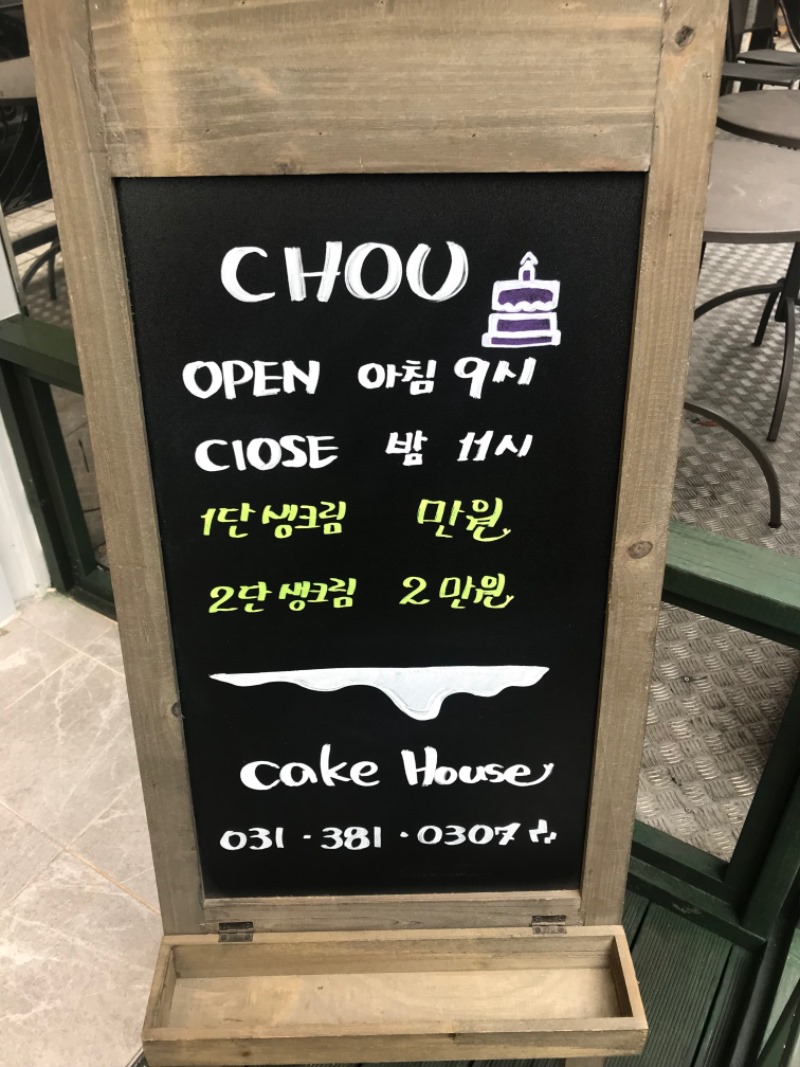 CHOU
OPEN 아침 9시
ClOSE 밤 11시
1단 생크림 만원
2단 생크림 2만원
cake House
031 · 381 · 0307